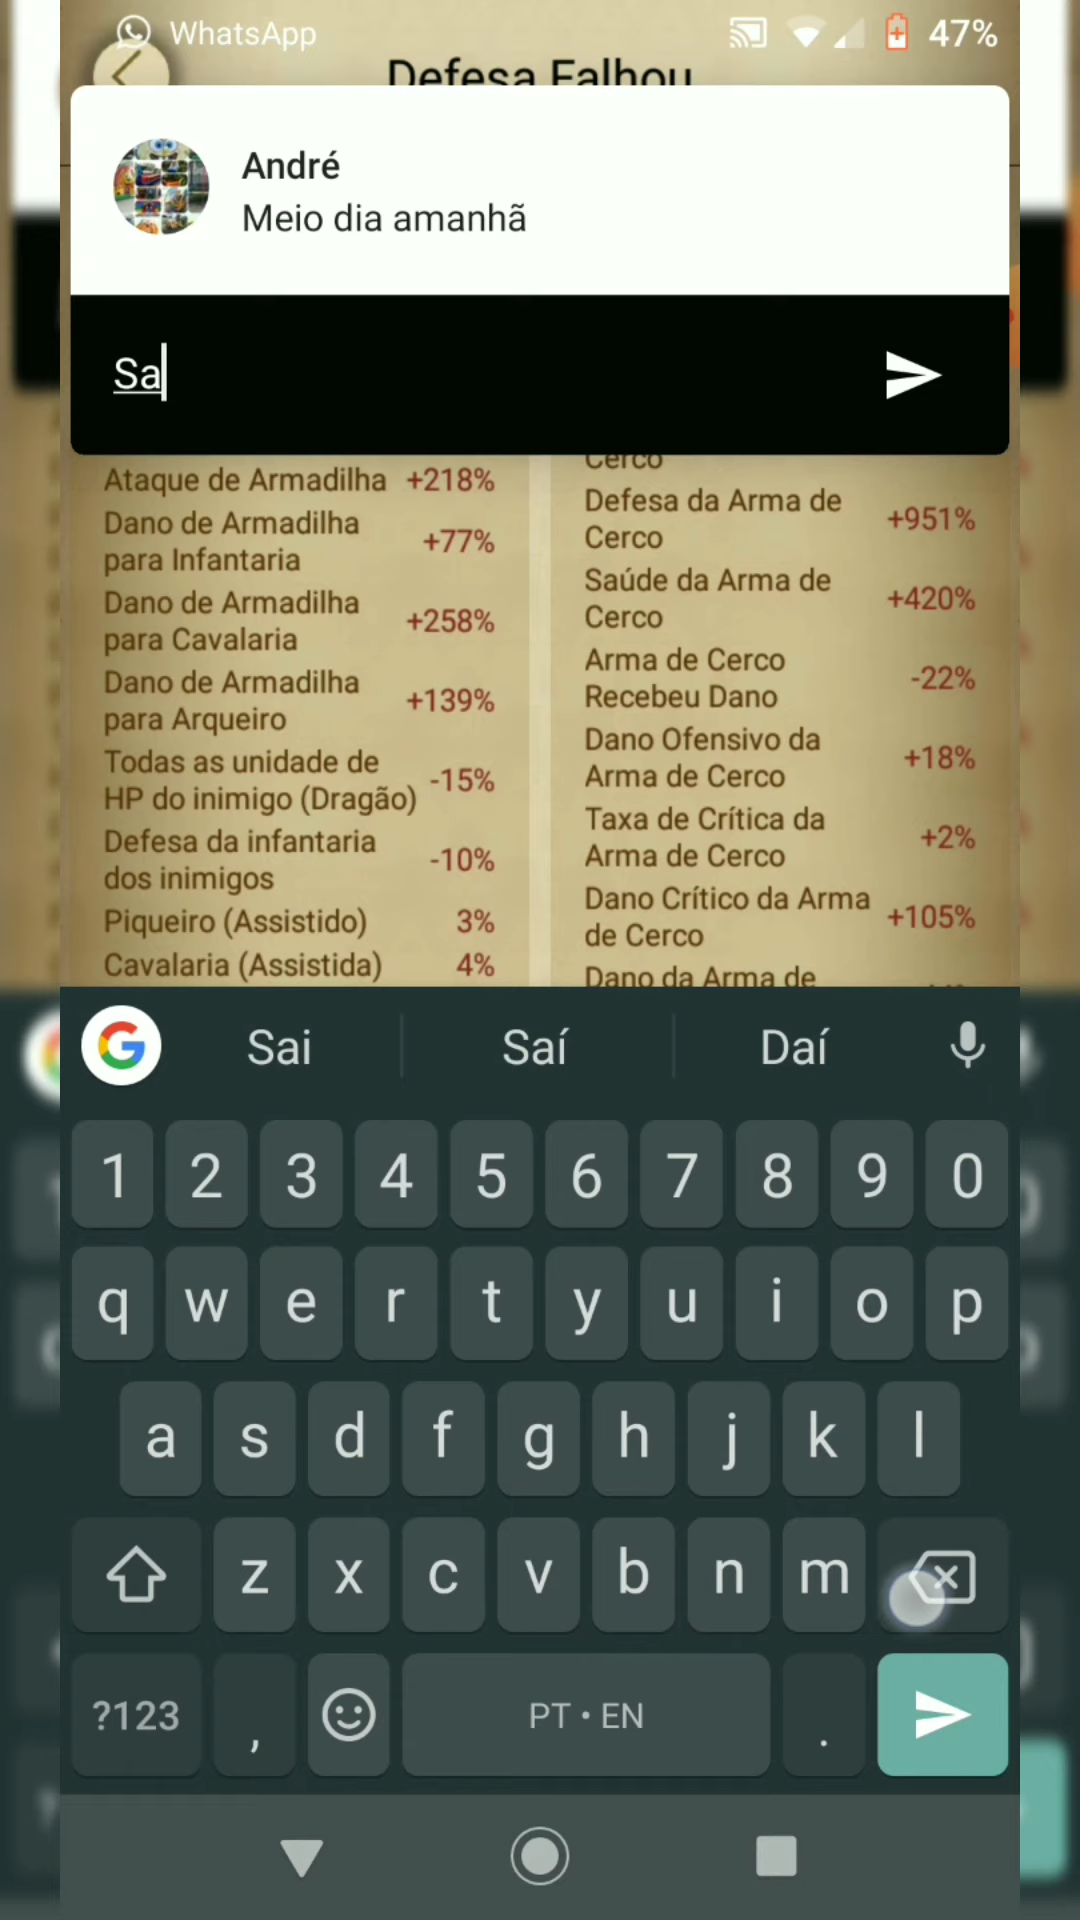 WhatsApp 47%
Defesa Falhou
André
Meio dia amanhã
Sa
Ataque de Armadilha +218%
Dano de Armadilha
para Infantaria +77%
Dano de Armadilha
para Cavalaria +258%
Dano de Armadilha
para Arqueiro +139%
Todas as unidade de
HP do inimigo (Dragão) -15%
Defesa da infantaria
dos inimigos -10%
Piqueiro (Assistido) 3%
Cavalaria (Assistida) 4%
Cerco
Defesa da Arma de
Cerco +951%
Saúde da Arma de
Cerco +420%
Arma de Cerco
Recebeu Dano -22%
Dano Ofensivo da
Arma de Cerco +18%
Taxa de Crítica da
Arma de Cerco +2%
Dano Crítico da Arma
de Cerco +105%
Dano da Arma de
Sai Saí Daí
1 2 3 4 5 6 7 8 9 0
q w e r t y u i o p
a s d f g h j k l
z x c v b n m
?123 , PT • EN .